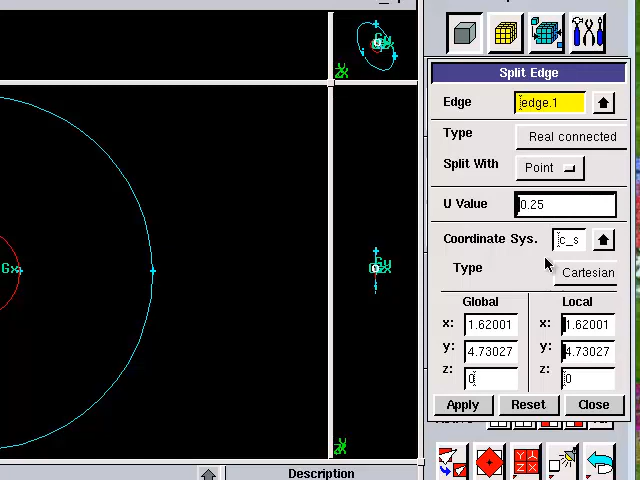 Split Edge
Edge edge.1
Type Real connected
Split With Point
U Value 0.25
Coordinate Sys. c_s
Type Cartesian
Global Local
x: 1.62001 x: 1.62001
y: 4.73027 y: 4.73027
z: 0 z: 0
Apply Reset Close
Gx
Description